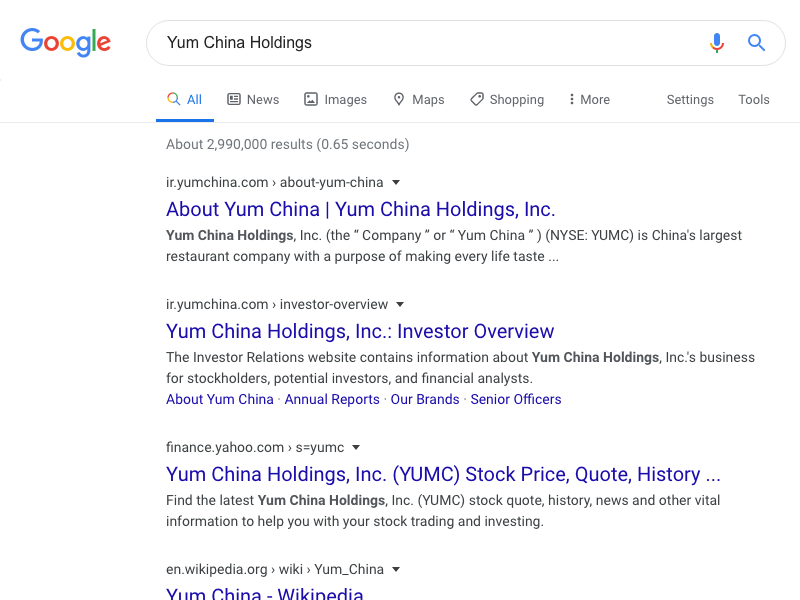 Google
Yum China Holdings
All News Images Maps Shopping More Settings Tools
About 2,990,000 results (0.65 seconds)
ir.yumchina.com › about-yum-china
About Yum China | Yum China Holdings, Inc.
Yum China Holdings, Inc. (the “ Company ” or “ Yum China ” ) (NYSE: YUMC) is China's largest
restaurant company with a purpose of making every life taste ...
ir.yumchina.com › investor-overview
Yum China Holdings, Inc.: Investor Overview
The Investor Relations website contains information about Yum China Holdings, Inc.'s business
for stockholders, potential investors, and financial analysts.
About Yum China · Annual Reports · Our Brands · Senior Officers
finance.yahoo.com › s=yumc
Yum China Holdings, Inc. (YUMC) Stock Price, Quote, History ...
Find the latest Yum China Holdings, Inc. (YUMC) stock quote, history, news and other vital
information to help you with your stock trading and investing.
en.wikipedia.org › wiki › Yum_China
Yum China - Wikipedia